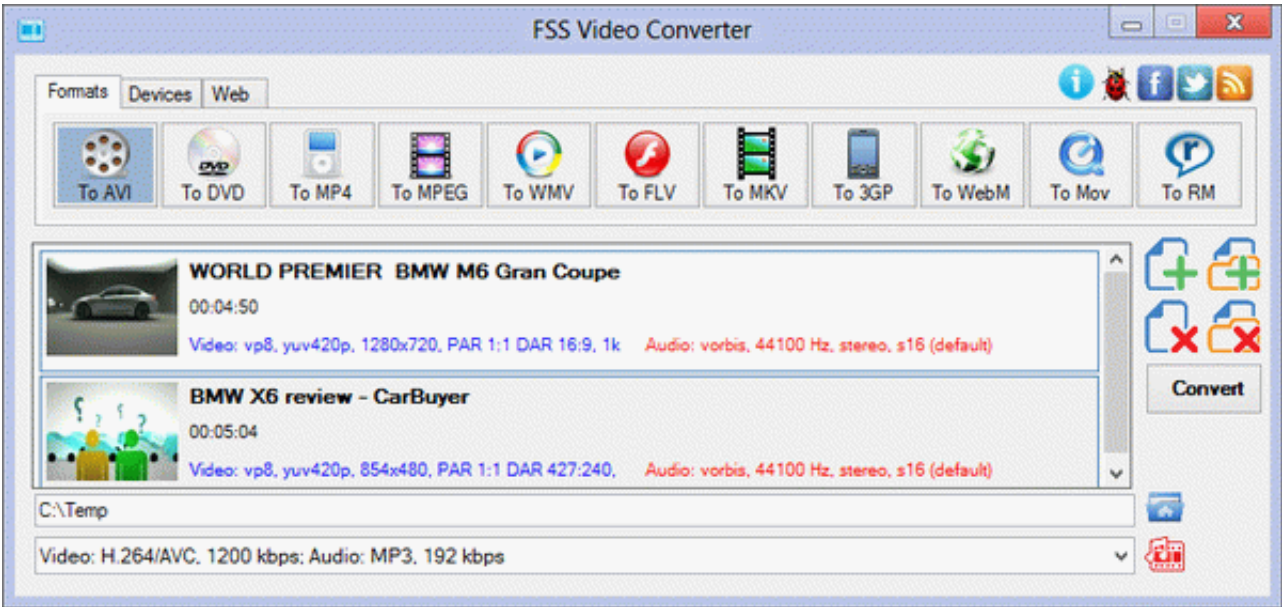 FSS Video Converter
Formats Devices Web
To AVI To DVD To MP4 To MPEG To WMV To FLV To MKV To 3GP To WebM To Mov To RM
WORLD PREMIER BMW M6 Gran Coupe
00:04:50
Video: vp8, yuv420p, 1280x720, PAR 1:1 DAR 16:9, 1k Audio: vorbis, 44100 Hz, stereo, s16 (default)
BMW X6 review - CarBuyer
00:05:04
Video: vp8, yuv420p, 854x480, PAR 1:1 DAR 427:240, Audio: vorbis, 44100 Hz, stereo, s16 (default)
Convert
C:\Temp
Video: H.264/AVC, 1200 kbps; Audio: MP3, 192 kbps